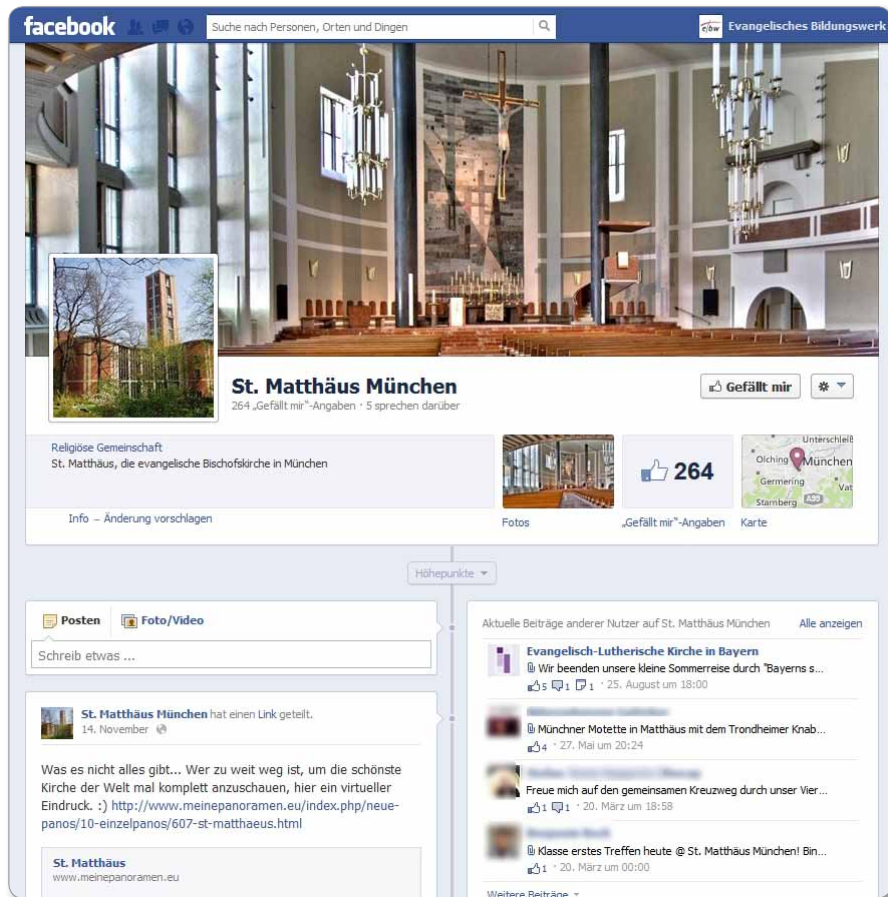 facebook
Suche nach Personen, Orten und Dingen
ebw
Evangelisches Bildungswerk
St. Matthäus München
264 „Gefällt mir“-Angaben · 5 sprechen darüber
Gefällt mir
Religiöse Gemeinschaft
St. Matthäus, die evangelische Bischofskirche in München
Info – Änderung vorschlagen
Fotos
264
„Gefällt mir“-Angaben
Unterschleiß
Olching
München
Germering
Vat
Starnberg
A99
Karte
Höhepunkte
Posten
Foto/Video
Schreib etwas ...
St. Matthäus München hat einen Link geteilt.
14. November
Was es nicht alles gibt... Wer zu weit weg ist, um die schönste
Kirche der Welt mal komplett anzuschauen, hier ein virtueller
Eindruck. :) http://www.meinepanoramen.eu/index.php/neue-
panos/10-einzelpanos/607-st-matthaeus.html
St. Matthäus
www.meinepanoramen.eu
Aktuelle Beiträge anderer Nutzer auf St. Matthäus München
Alle anzeigen
Evangelisch-Lutherische Kirche in Bayern
Wir beenden unsere kleine Sommerreise durch "Bayerns s...
5 1 1 · 25. August um 18:00
Münchner Motette in Matthäus mit dem Trondheimer Knab...
4 · 27. Mai um 20:24
Freue mich auf den gemeinsamen Kreuzweg durch unser Vier...
1 1 · 20. März um 18:58
Klasse erstes Treffen heute @ St. Matthäus München! Bin...
1 · 20. März um 00:00
Weitere Beiträge